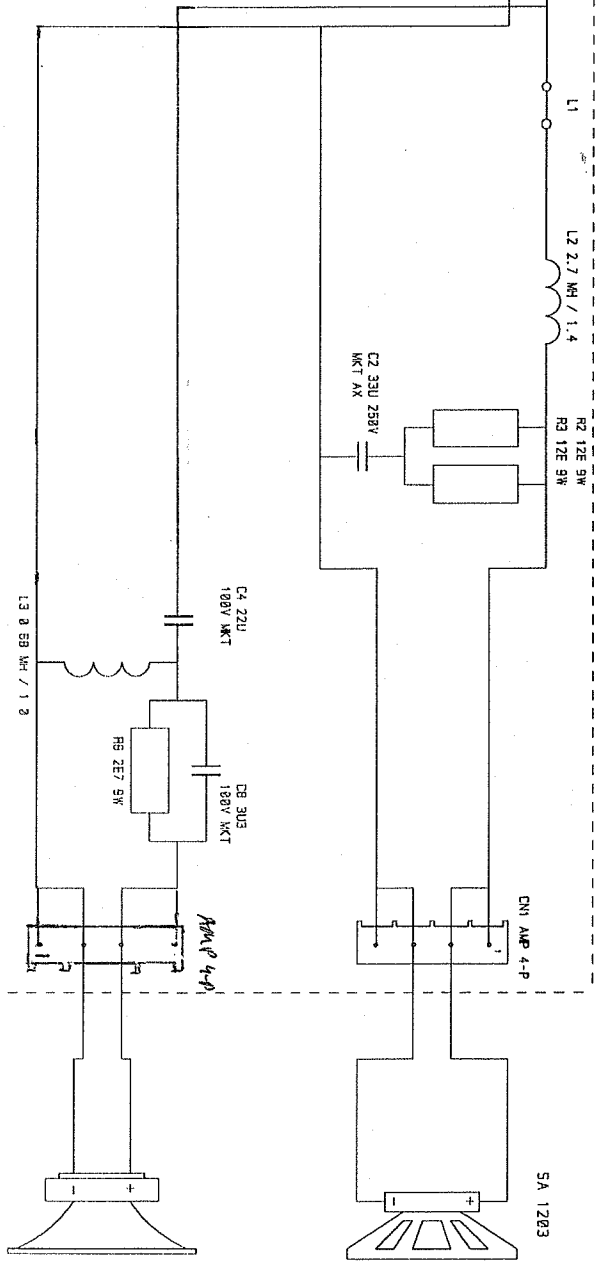 L1
L2 2.7 MH / 1.4
R2 12E 9W
R3 12E 9W
C2 33U 250V
MKT AX
CN1 AMP 4-P
1
SA 1203
- +
C4 22U
100V MKT
3U3
100V MKT
2E7 9W
L3 0 68 MH / 1 0
AMP 4-P
1
- +